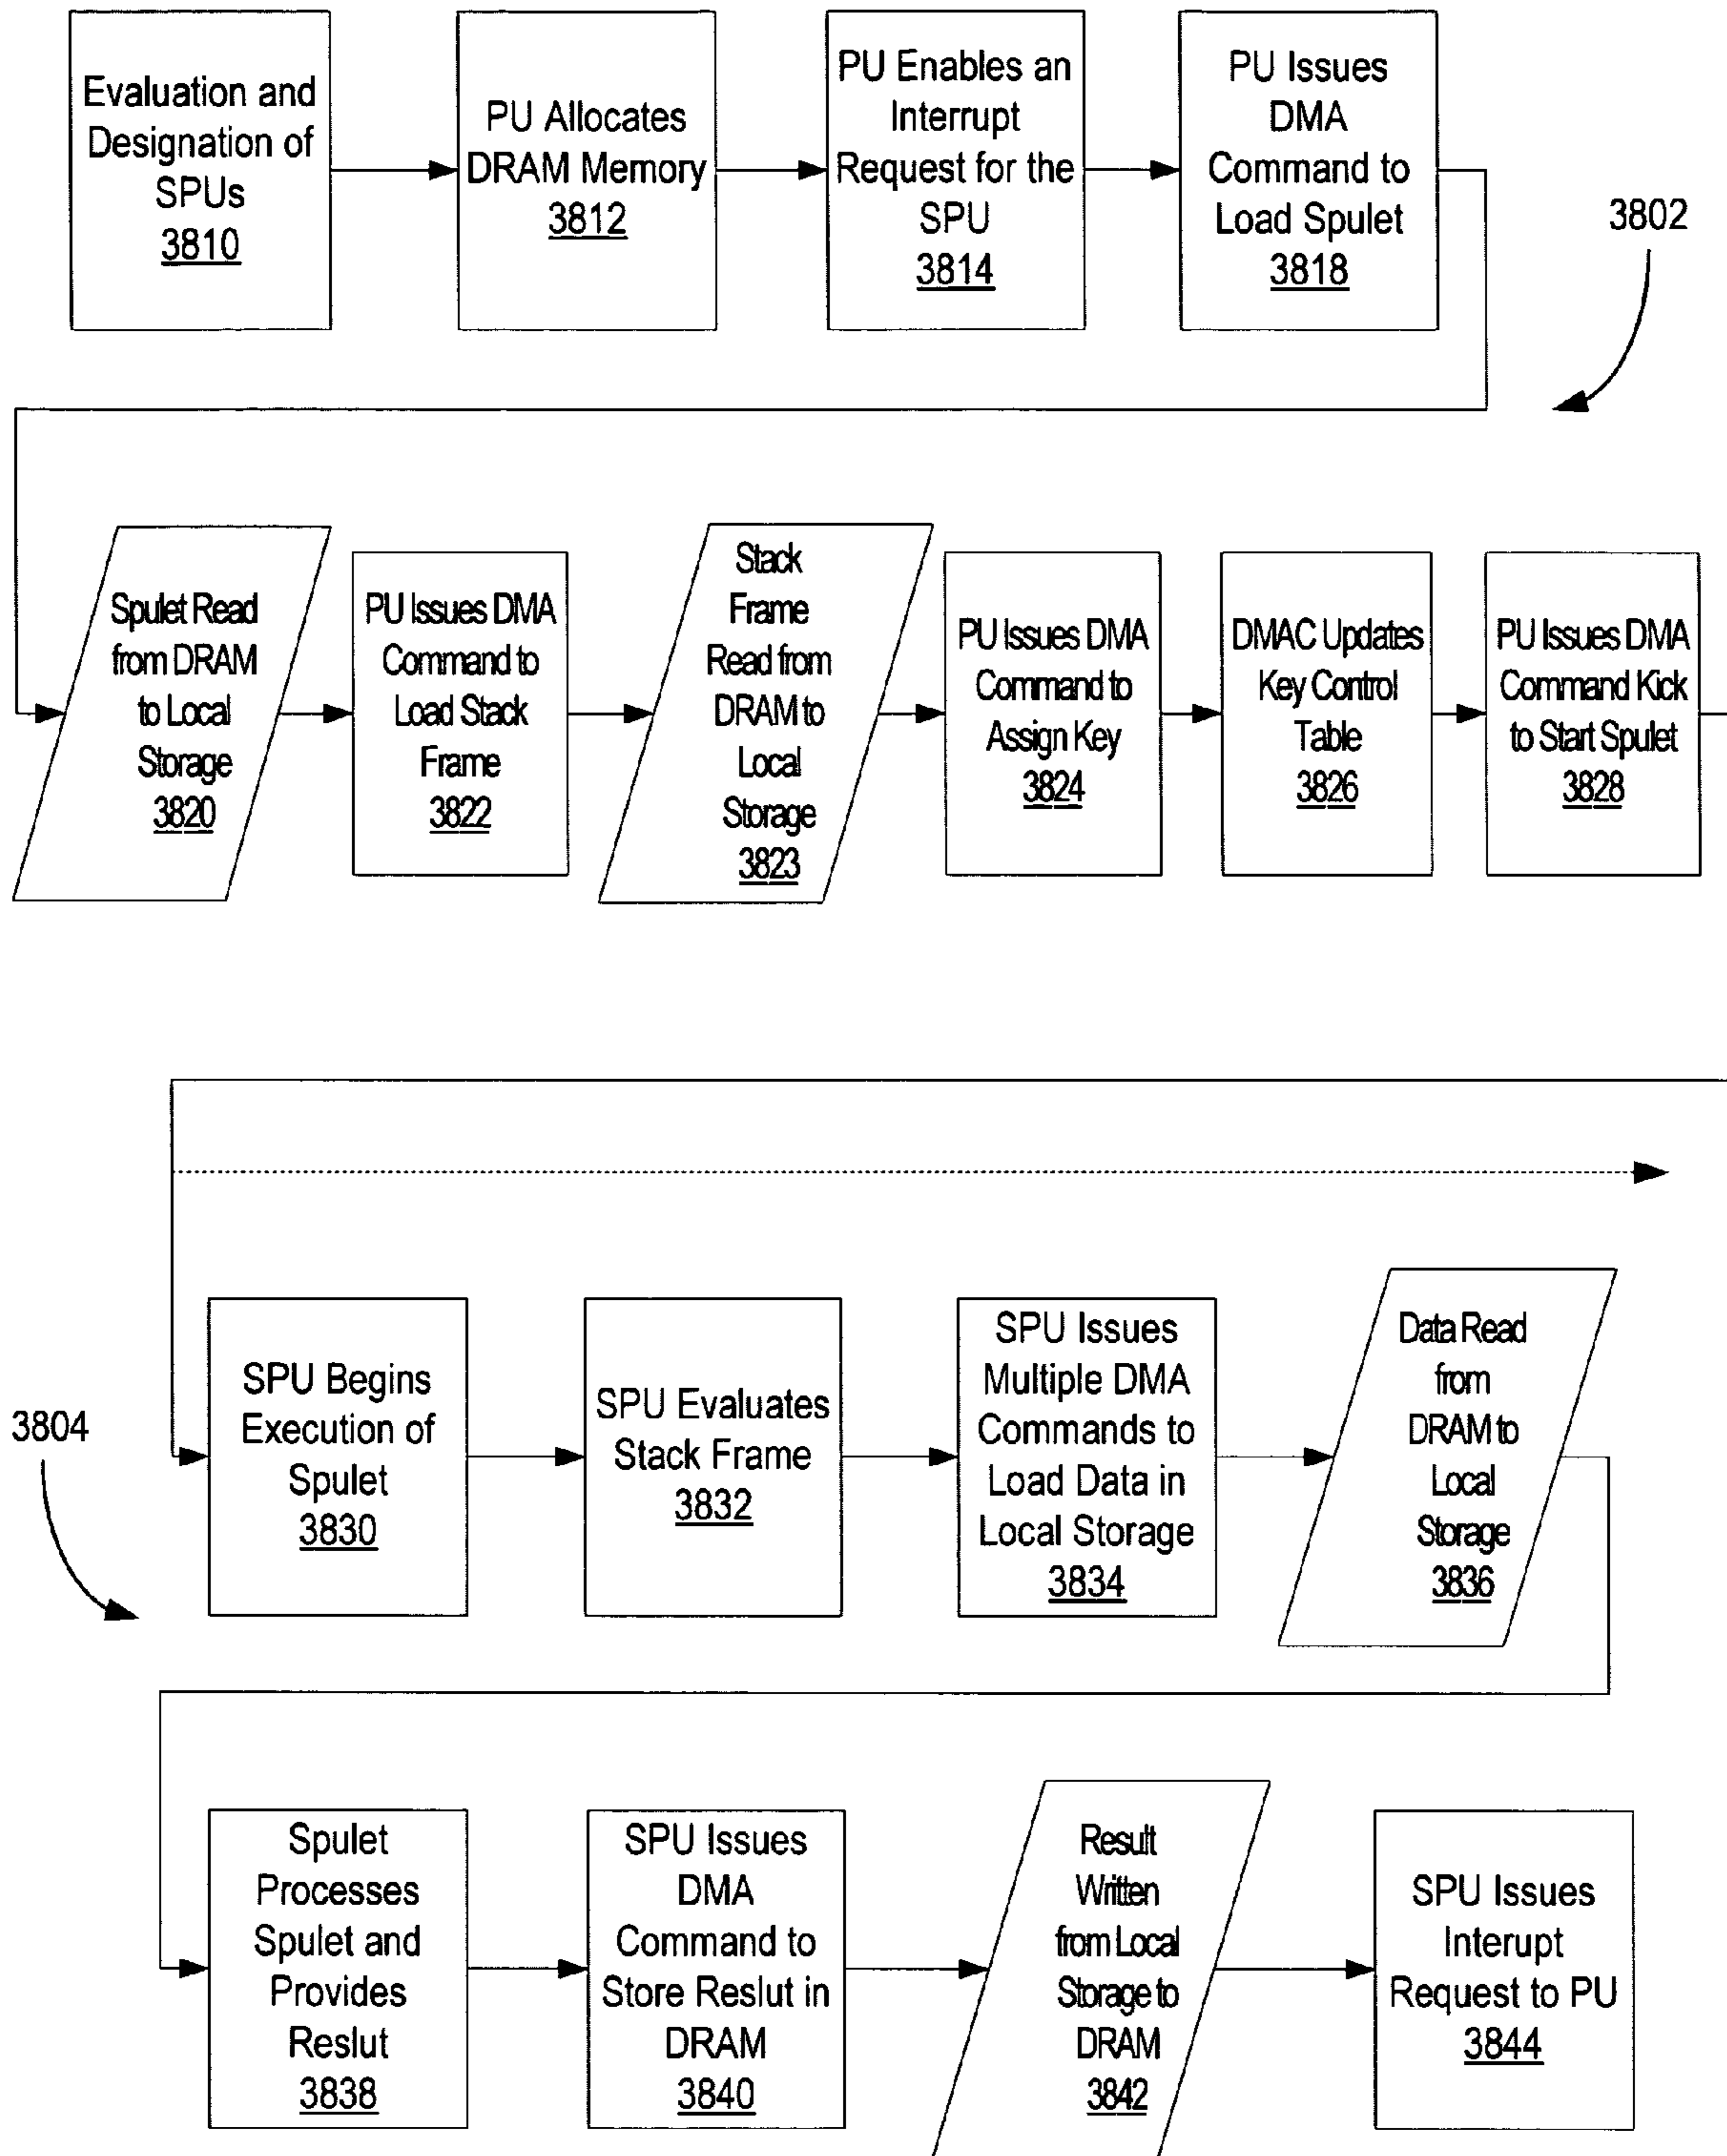 Evaluation and
Designation of
SPUs
3810
PU Allocates
DRAM Memory
3812
PU Enables an
Interrupt
Request for the
SPU
3814
PU Issues
DMA
Command to
Load Spulet
3818
3802
Spulet Read
from DRAM
to Local
Storage
3820
PU Issues DMA
Command to
Load Stack
Frame
3822
Stack
Frame
Read from
DRAM to
Local
Storage
3823
PU Issues DMA
Command to
Assign Key
3824
DMAC Updates
Key Control
Table
3826
PU Issues DMA
Command Kick
to Start Spulet
3828
3804
SPU Begins
Execution of
Spulet
3830
SPU Evaluates
Stack Frame
3832
SPU Issues
Multiple DMA
Commands to
Load Data in
Local Storage
3834
Data Read
from
DRAM to
Local
Storage
3836
Spulet
Processes
Spulet and
Provides
Reslut
3838
SPU Issues
DMA
Command to
Store Reslut in
DRAM
3840
Result
Written
from Local
Storage to
DRAM
3842
SPU Issues
Interupt
Request to PU
3844